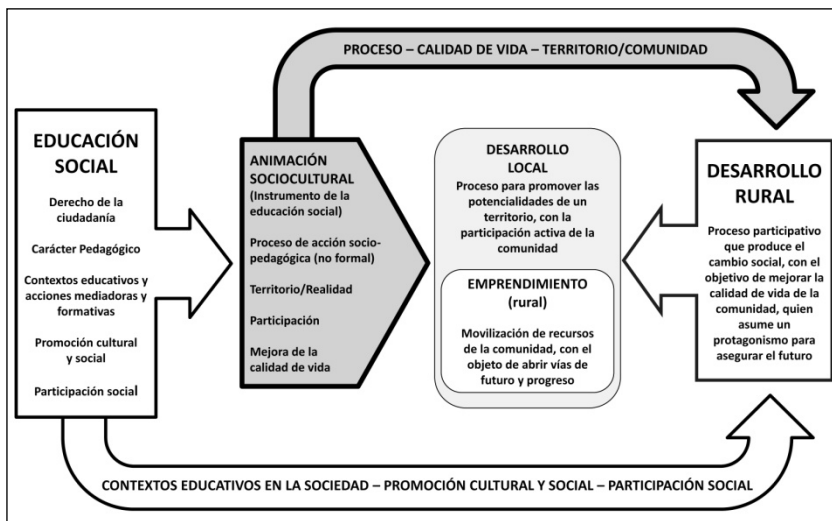 PROCESO – CALIDAD DE VIDA – TERRITORIO/COMUNIDAD
EDUCACIÓN
SOCIAL
Derecho de la
ciudadanía
Carácter Pedagógico
Contextos educativos y
acciones mediadoras y
formativas
Promoción cultural
y social
Participación social
ANIMACIÓN
SOCIOCULTURAL
(Instrumento de la
educación social)
Proceso de acción socio-
pedagógica (no formal)
Territorio/Realidad
Participación
Mejora de la
calidad de vida
DESARROLLO
LOCAL
Proceso para promover las
potencialidades de un
territorio, con la
participación activa de la
comunidad
EMPRENDIMIENTO
(rural)
Movilización de recursos
de la comunidad, con el
objeto de abrir vías de
futuro y progreso
DESARROLLO
RURAL
Proceso participativo
que produce el
cambio social, con el
objetivo de mejorar la
calidad de vida de la
comunidad, quien
asume un
protagonismo para
asegurar el futuro
CONTEXTOS EDUCATIVOS EN LA SOCIEDAD – PROMOCIÓN CULTURAL Y SOCIAL – PARTICIPACIÓN SOCIAL